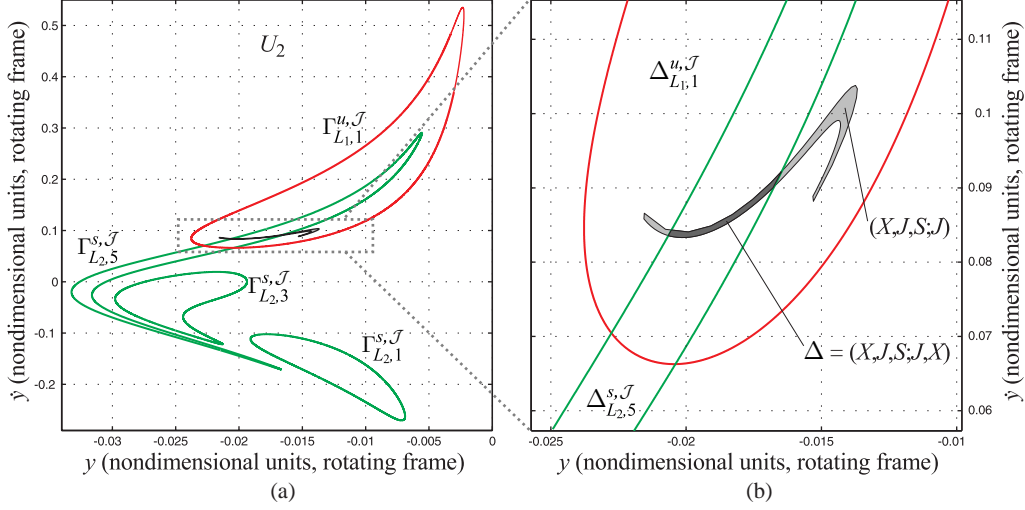 0.5
0.4
0.3
0.2
0.1
0
-0.1
-0.2
ẏ (nondimensional units, rotating frame)
U₂
Γ^{u,𝒥}_{L₁,1}
Γ^{s,𝒥}_{L₂,5}
Γ^{s,𝒥}_{L₂,3}
Γ^{s,𝒥}_{L₂,1}
-0.03
-0.025
-0.02
-0.015
-0.01
-0.005
0
y (nondimensional units, rotating frame)
(a)
Δ^{u,𝒥}_{L₁,1}
(X,J,S;J)
Δ = (X,J,S;J,X)
Δ^{s,𝒥}_{L₂,5}
0.11
0.1
0.09
0.08
0.07
0.06
ẏ (nondimensional units, rotating frame)
-0.025
-0.02
-0.015
-0.01
y (nondimensional units, rotating frame)
(b)